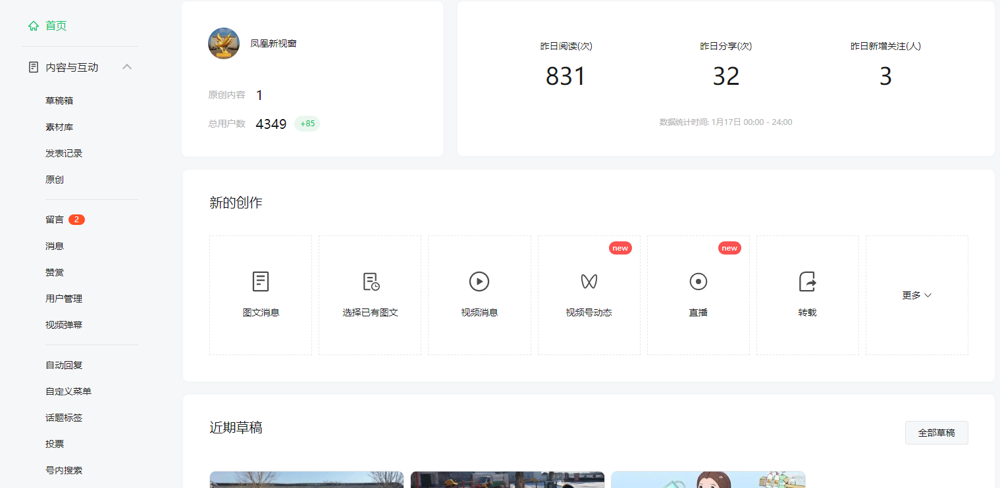 首页
内容与互动
草稿箱
素材库
发表记录
原创
留言 2
消息
赞赏
用户管理
视频弹幕
自动回复
自定义菜单
话题标签
投票
号内搜索
凤凰新视窗
原创内容 1
总用户数 4349 +85
昨日阅读(次) 昨日分享(次) 昨日新增关注(人)
831 32 3
数据统计时间: 1月17日 00:00 - 24:00
新的创作
new new
图文消息 选择已有图文 视频消息 视频号动态 直播 转载 更多
近期草稿 全部草稿